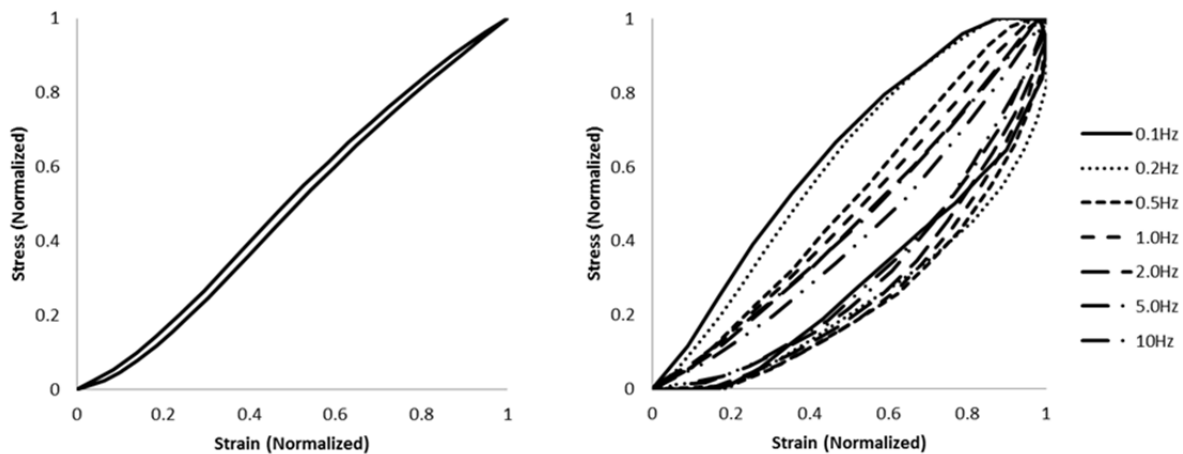 1
0.8
0.6
0.4
0.2
0
Stress (Normalized)
0 0.2 0.4 0.6 0.8 1
Strain (Normalized)
1
0.8
0.6
0.4
0.2
0
Stress (Normalized)
0 0.2 0.4 0.6 0.8 1
Strain (Normalized)
0.1Hz
0.2Hz
0.5Hz
1.0Hz
2.0Hz
5.0Hz
10Hz